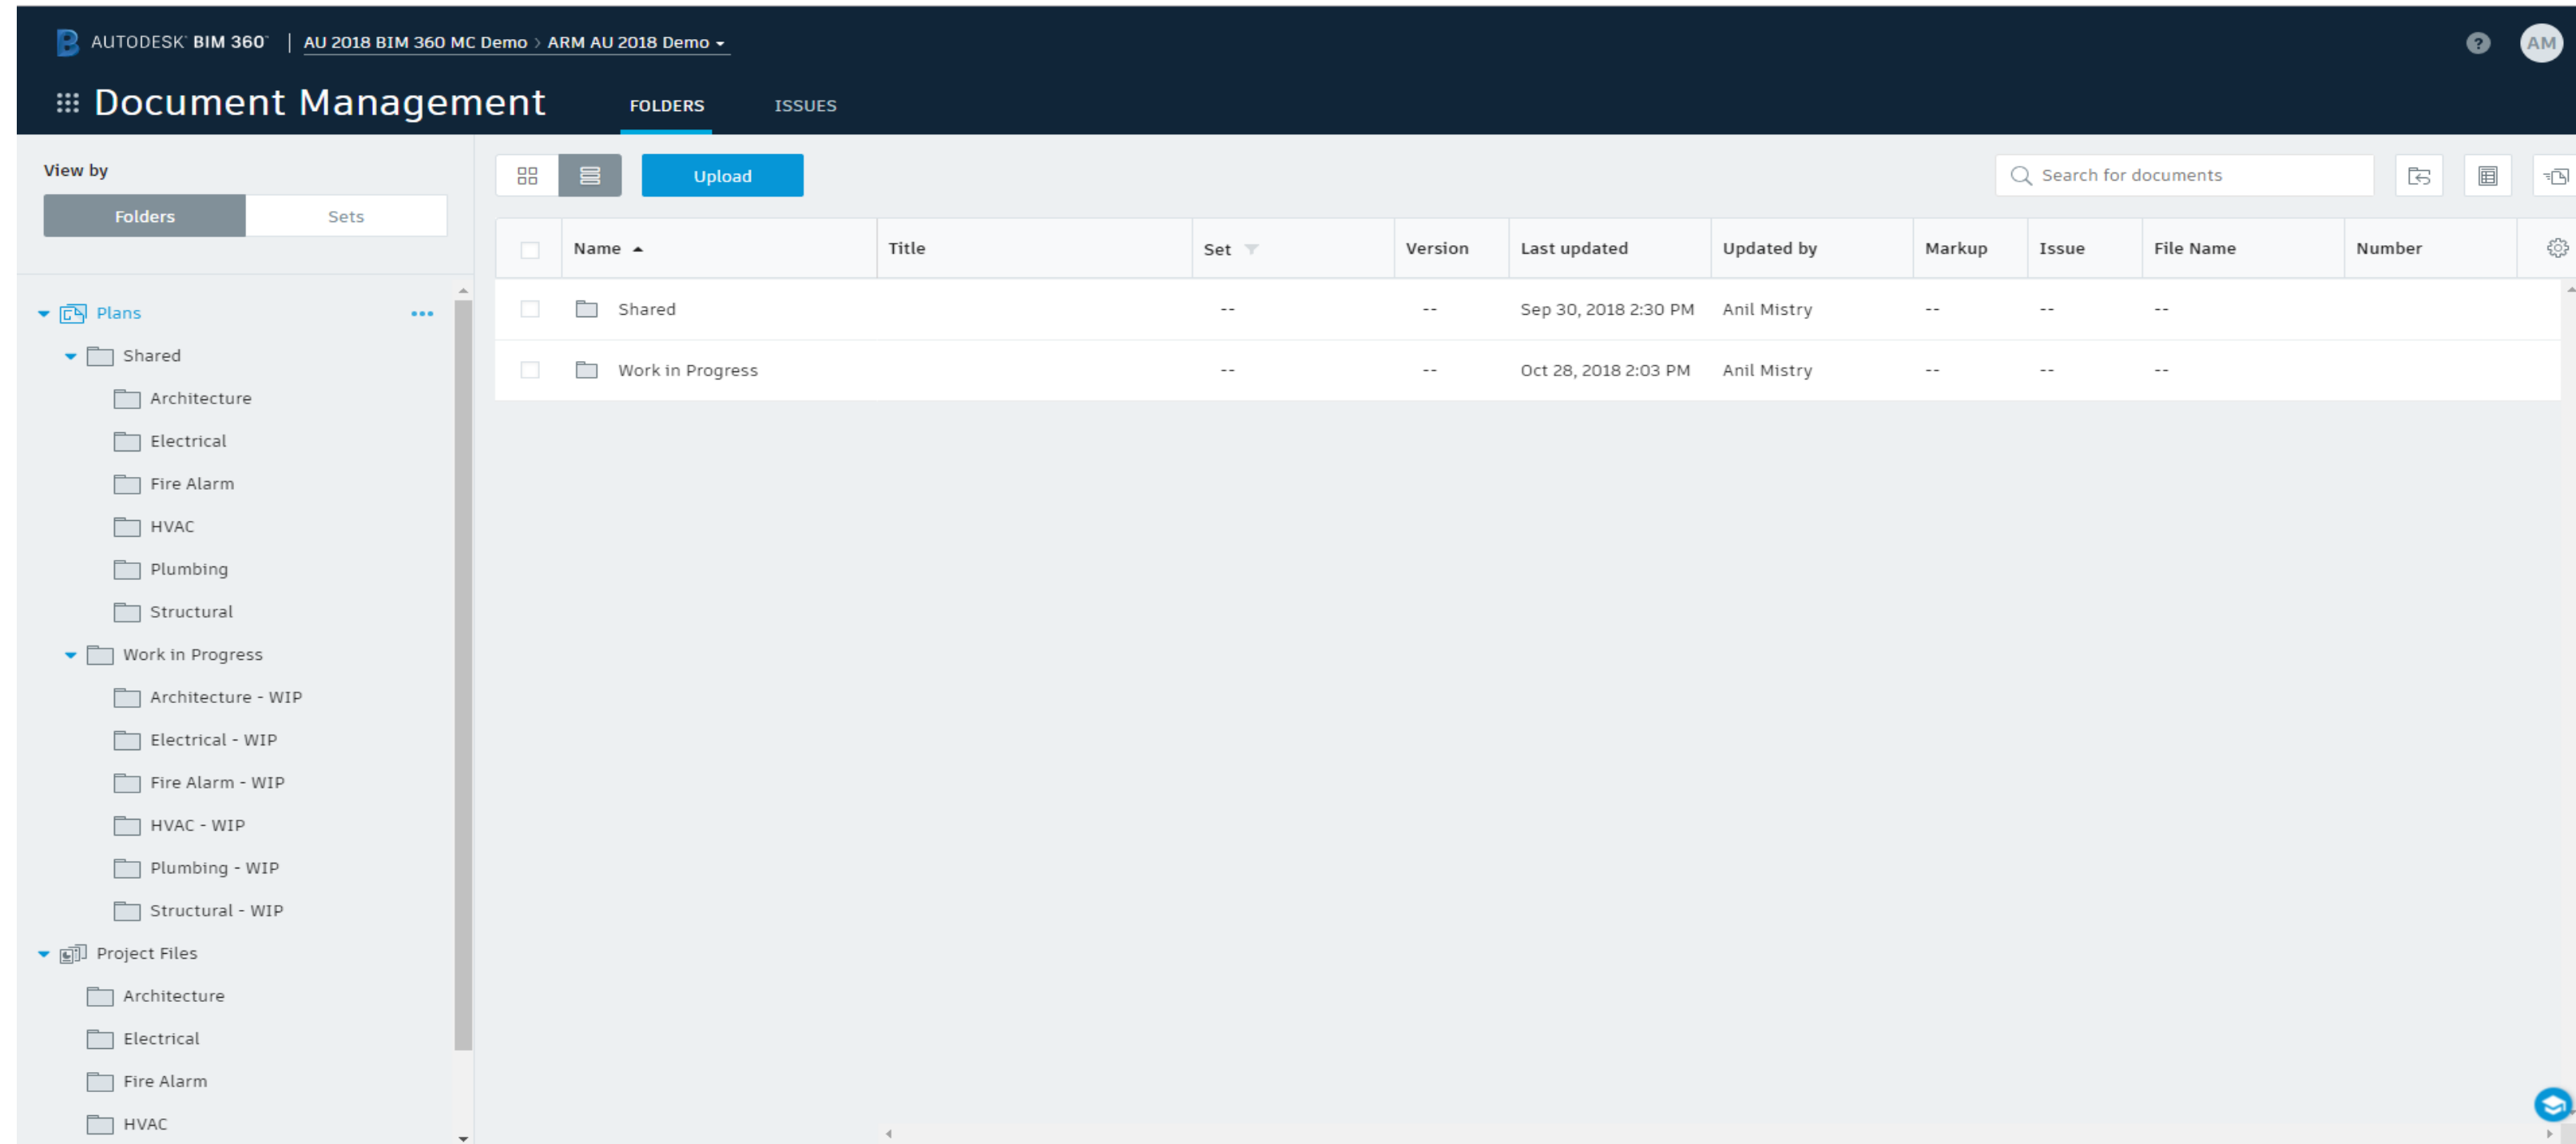 AUTODESK® BIM 360™ | AU 2018 BIM 360 MC Demo > ARM AU 2018 Demo
? AM
Document Management FOLDERS ISSUES
View by
Folders Sets
Upload
Search for documents
Name Title Set Version Last updated Updated by Markup Issue File Name Number
Shared -- -- Sep 30, 2018 2:30 PM Anil Mistry -- -- --
Work in Progress -- -- Oct 28, 2018 2:03 PM Anil Mistry -- -- --
Plans
Shared
Architecture
Electrical
Fire Alarm
HVAC
Plumbing
Structural
Work in Progress
Architecture - WIP
Electrical - WIP
Fire Alarm - WIP
HVAC - WIP
Plumbing - WIP
Structural - WIP
Project Files
Architecture
Electrical
Fire Alarm
HVAC